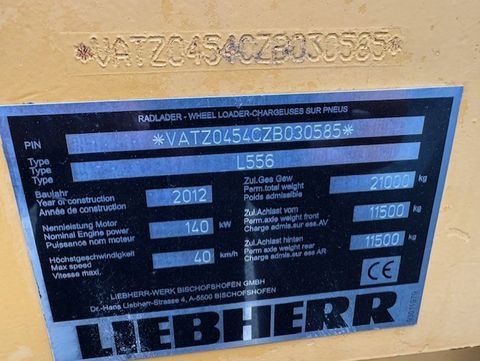 *VATZ0454CZB030585*
RADLADER - WHEEL LOADER-CHARGEUSES SUR PNEUS
PIN *VATZ0454CZB030585*
Type
Type L556
Type
Baujahr
Year of construction 2012
Année de construction
Nennleistung Motor
Nominal Engine power 140 kW
Puissance nom moteur
Höchstgeschwindigkeit
Max speed 40 km/h
Vitesse maxi.
Zul.Ges Gew
Perm.total weight 21000 kg
Poids admissible
Zul.Achlast vorn
Perm axle weight front 11500 kg
Charge admis.sur ess.AV
Zul.Achlast hinten
Perm axle weight rear 11500 kg
Charge admis.sur ess AR
LIEBHERR-WERK BISCHOFSHOFEN GMBH
Dr.-Hans Liebherr-Strasse 4, A-5500 BISCHOFSHOFEN
CE
LIEBHERR